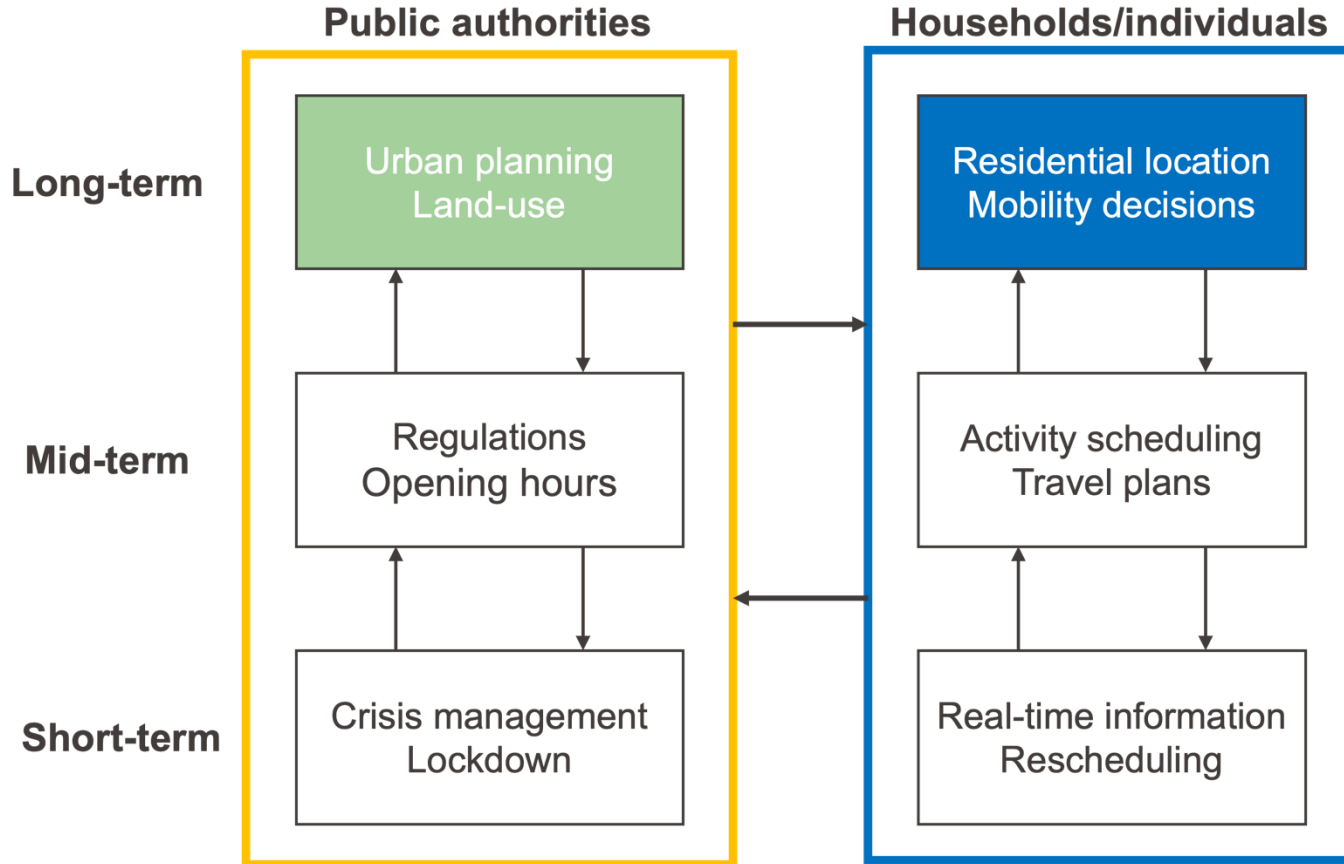 Public authorities
Households/individuals
Long-term
Urban planning
Land-use
Residential location
Mobility decisions
Mid-term
Regulations
Opening hours
Activity scheduling
Travel plans
Short-term
Crisis management
Lockdown
Real-time information
Rescheduling